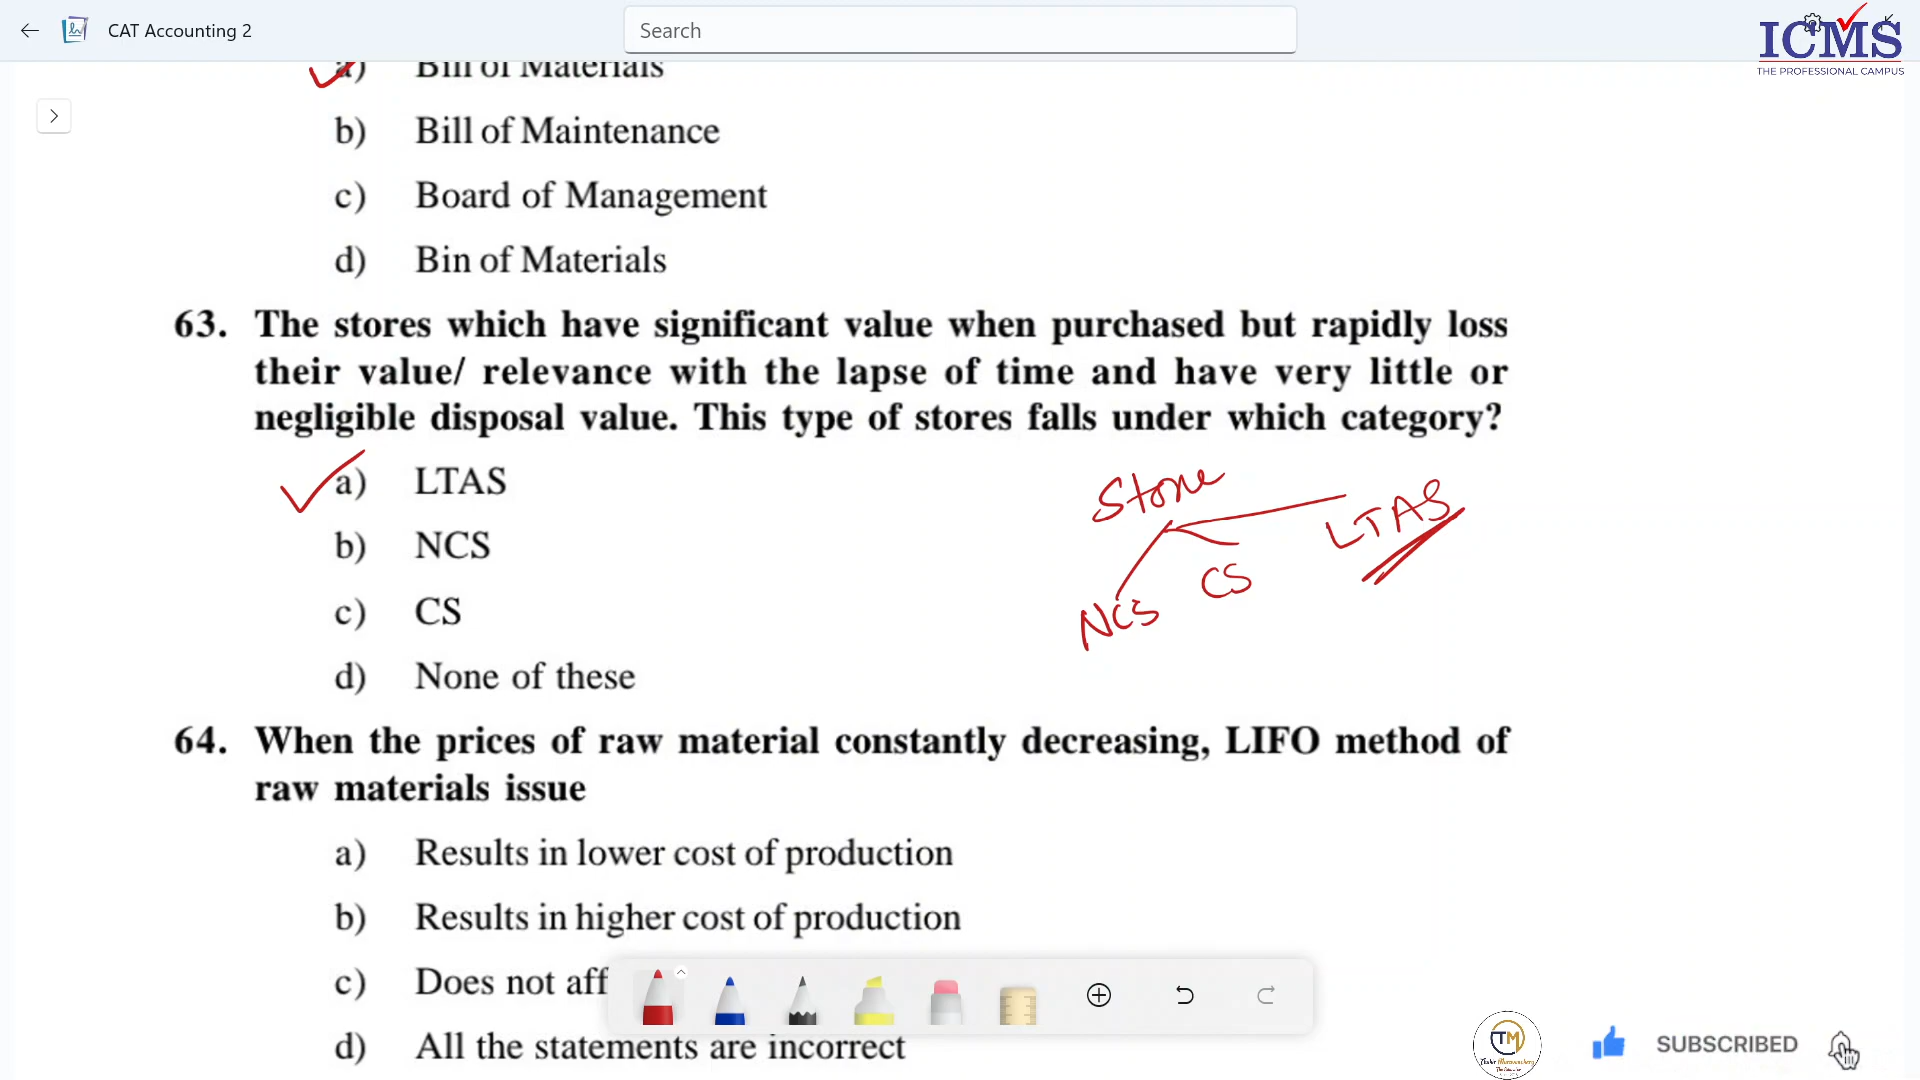 CAT Accounting 2
Search
ICMS
THE PROFESSIONAL CAMPUS
a) Bill of Materials
b) Bill of Maintenance
c) Board of Management
d) Bin of Materials
63. The stores which have significant value when purchased but rapidly loss
their value/ relevance with the lapse of time and have very little or
negligible disposal value. This type of stores falls under which category?
a) LTAS
b) NCS
c) CS
d) None of these
Store
LTAS
CS
NCS
64. When the prices of raw material constantly decreasing, LIFO method of
raw materials issue
a) Results in lower cost of production
b) Results in higher cost of production
c) Does not aff
d) All the statements are incorrect
TM
SUBSCRIBED